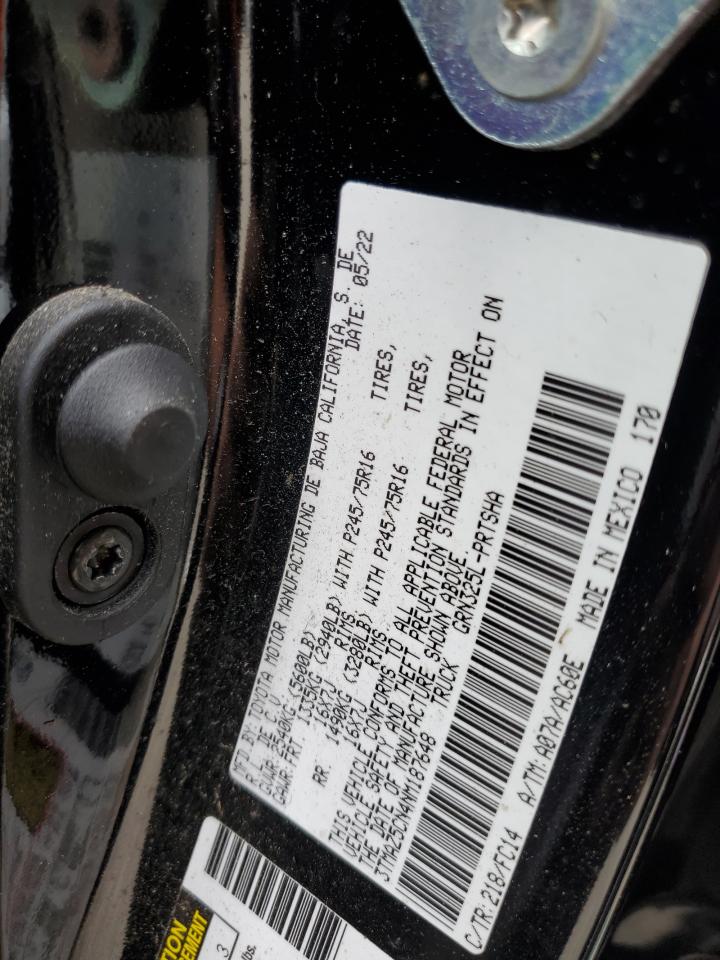 MFD BY: TOYOTA MOTOR MANUFACTURING DE BAJA CALIFORNIA, S. DE
R. L. DE C.V. DATE: 05/22
GVWR: 2540KG (5600LB)
GAWR: FRT 1335KG (2940LB) WITH P245/75R16 TIRES,
16X7J RIMS
RR. 1490KG (3280LB) WITH P245/75R16 TIRES,
16X7J RIMS
THIS VEHICLE CONFORMS TO ALL APPLICABLE FEDERAL MOTOR
VEHICLE SAFETY AND THEFT PREVENTION STANDARDS IN EFFECT ON
THE DATE OF MANUFACTURE SHOWN ABOVE
3TMAZ5CN4NM187648 TRUCK GRN325L-PRTSHA
C/TR: 218/FC14 A/TM: A07A/AC60E MADE IN MEXICO 170
3
lbs.